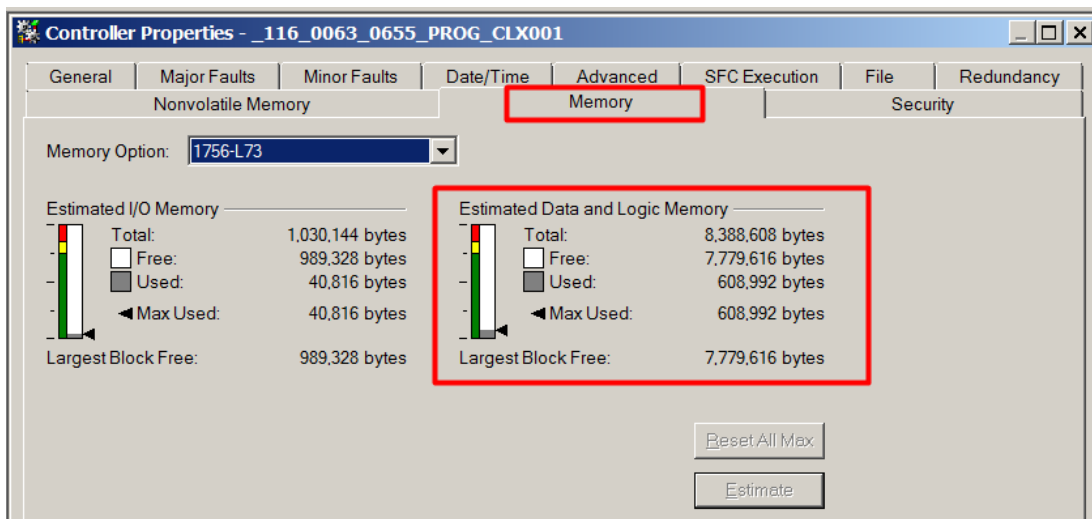 Controller Properties - _116_0063_0655_PROG_CLX001
General Major Faults Minor Faults Date/Time Advanced SFC Execution File Redundancy
Nonvolatile Memory Memory Security
Memory Option: 1756-L73
Estimated I/O Memory
Total: 1,030,144 bytes
Free: 989,328 bytes
Used: 40,816 bytes
Max Used: 40,816 bytes
Largest Block Free: 989,328 bytes
Estimated Data and Logic Memory
Total: 8,388,608 bytes
Free: 7,779,616 bytes
Used: 608,992 bytes
Max Used: 608,992 bytes
Largest Block Free: 7,779,616 bytes
Reset All Max
Estimate